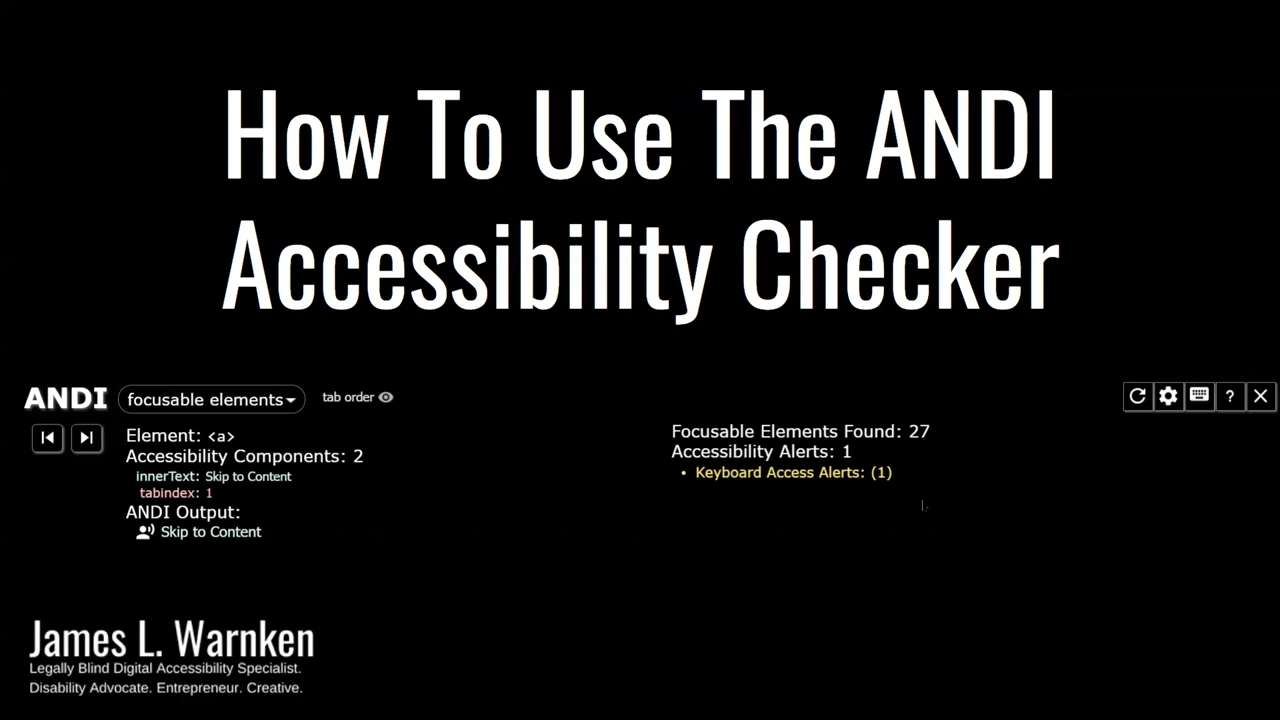 How To Use The ANDI
Accessibility Checker
ANDI focusable elements tab order ?
Element: <a>
Accessibility Components: 2
innerText: Skip to Content
tabindex: 1
ANDI Output:
Skip to Content
Focusable Elements Found: 27
Accessibility Alerts: 1
• Keyboard Access Alerts: (1)
James L. Warnken
Legally Blind Digital Accessibility Specialist.
Disability Advocate. Entrepreneur. Creative.